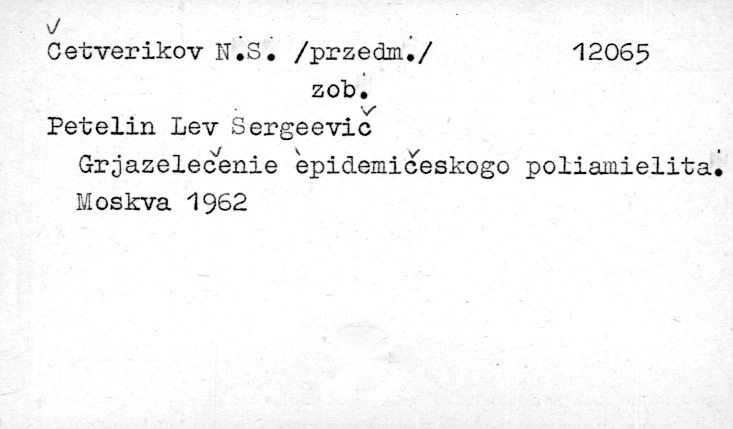 Četverikov N.S. /przedm./ 12065
zob.
Petelin Lev Sergeevič
Grjazelečenie èpidemičeskogo poliamielita.
Moskva 1962